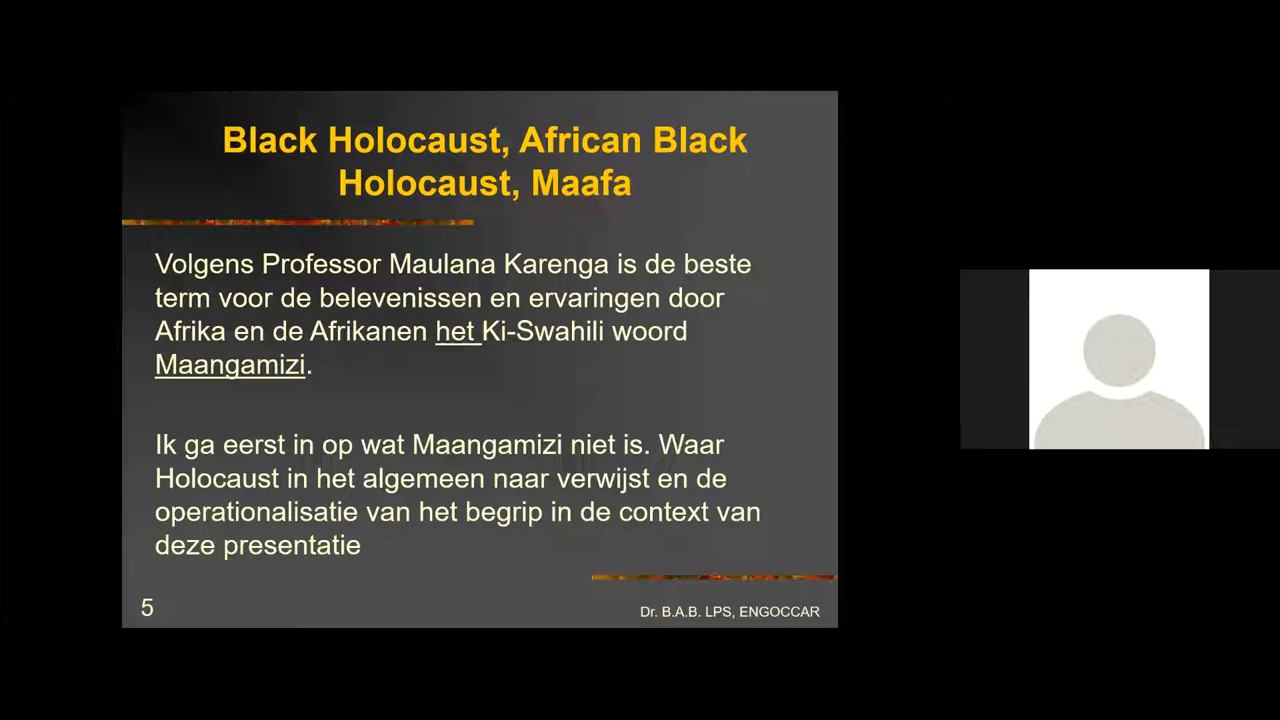 Black Holocaust, African Black
Holocaust, Maafa
Volgens Professor Maulana Karenga is de beste
term voor de belevenissen en ervaringen door
Afrika en de Afrikanen het Ki-Swahili woord
Maangamizi.
Ik ga eerst in op wat Maangamizi niet is. Waar
Holocaust in het algemeen naar verwijst en de
operationalisatie van het begrip in de context van
deze presentatie
5
Dr. B.A.B. LPS, ENGOCCAR